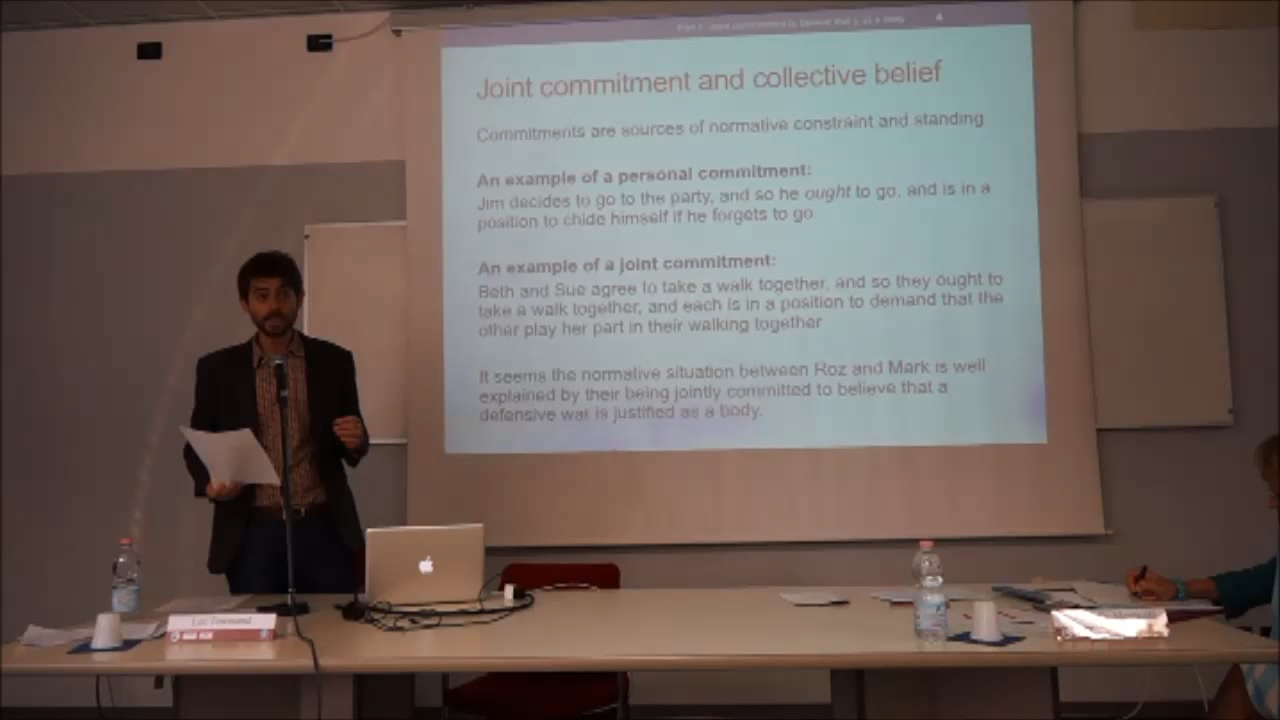 Joint commitment and collective belief
Commitments are sources of normative constraint and standing
An example of a personal commitment:
Jim decides to go to the party, and so he ought to go, and is in a
position to chide himself if he forgets to go
An example of a joint commitment:
Beth and Sue agree to take a walk together, and so they ought to
take a walk together, and each is in a position to demand that the
other play her part in their walking together
It seems the normative situation between Roz and Mark is well
explained by their being jointly committed to believe that a
defensive war is justified as a body.
4
Townsend